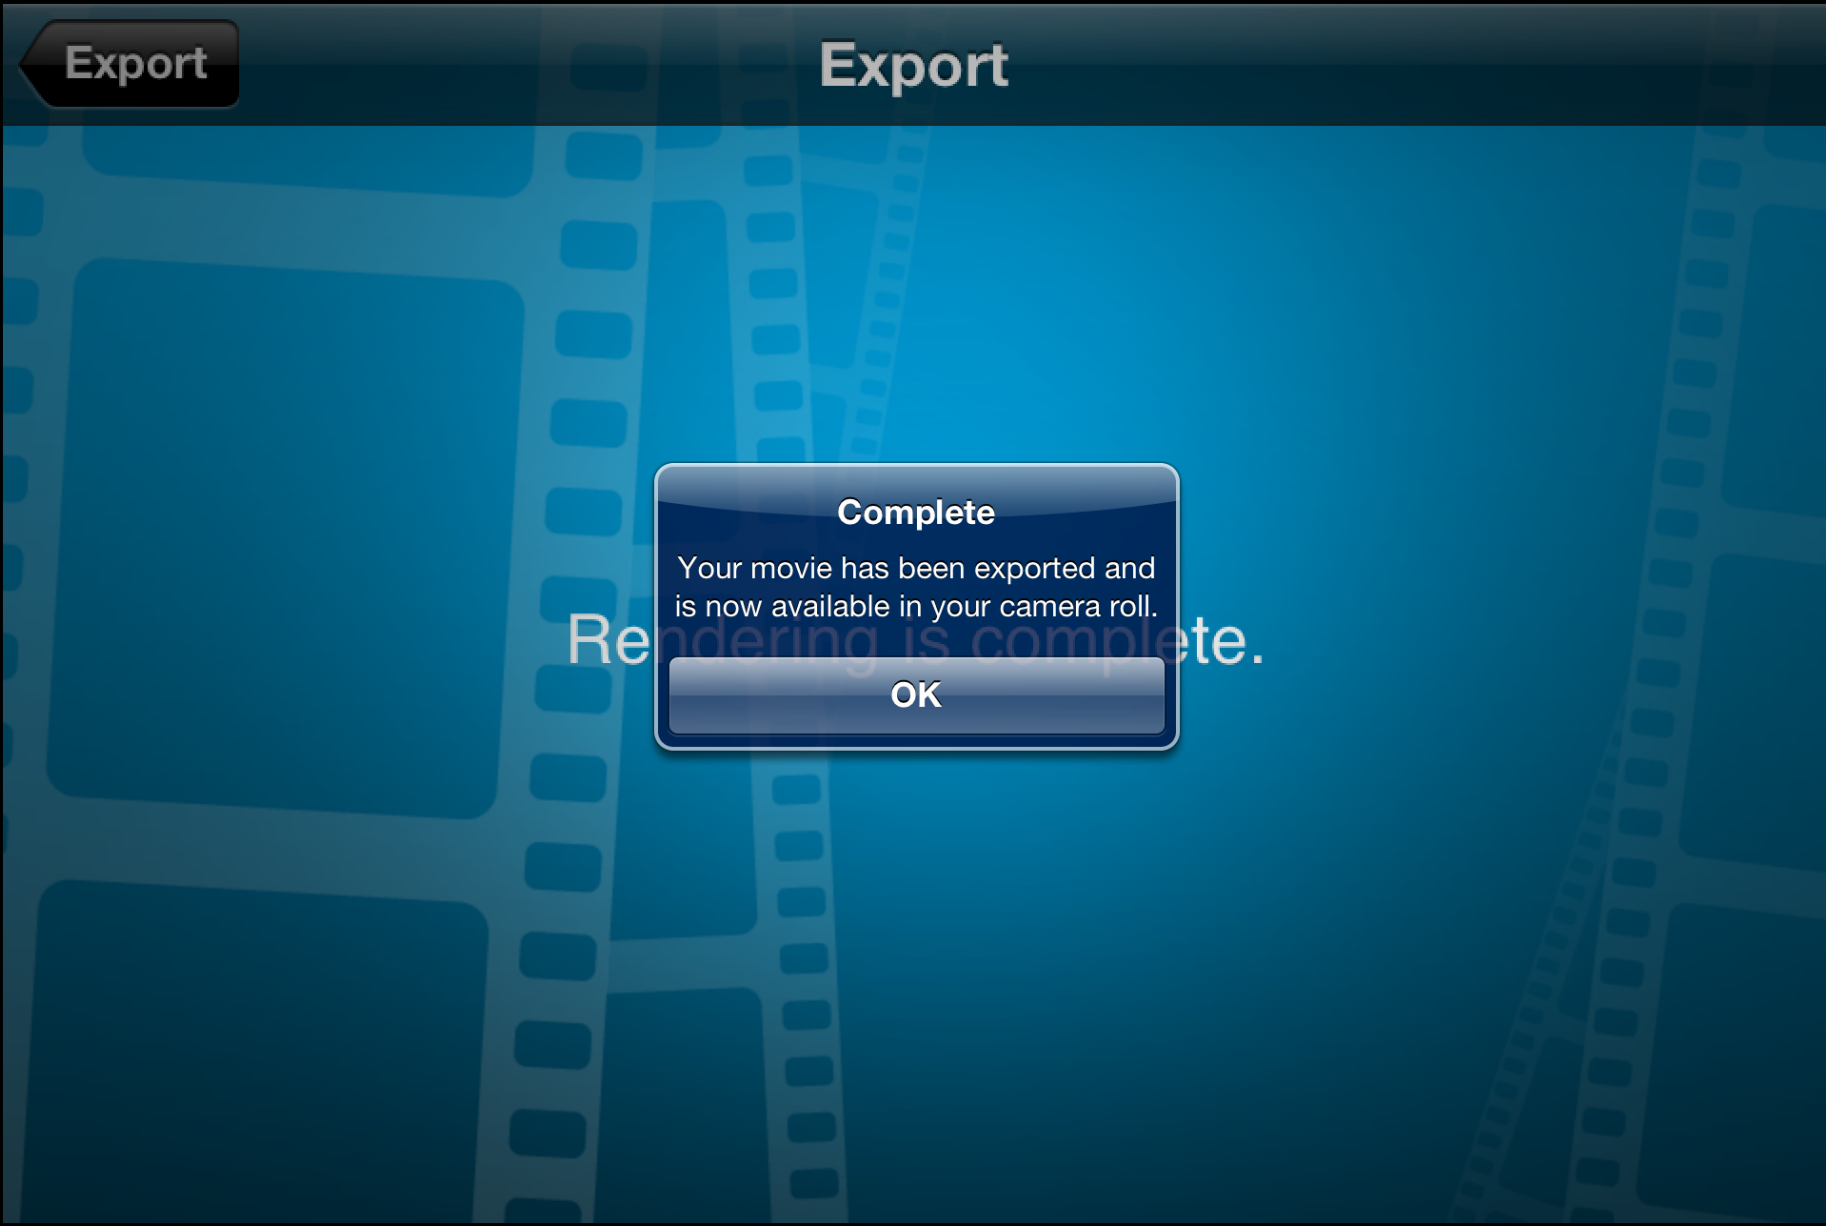 Export
Export
Complete
Your movie has been exported and
is now available in your camera roll.
Rendering is complete.
OK